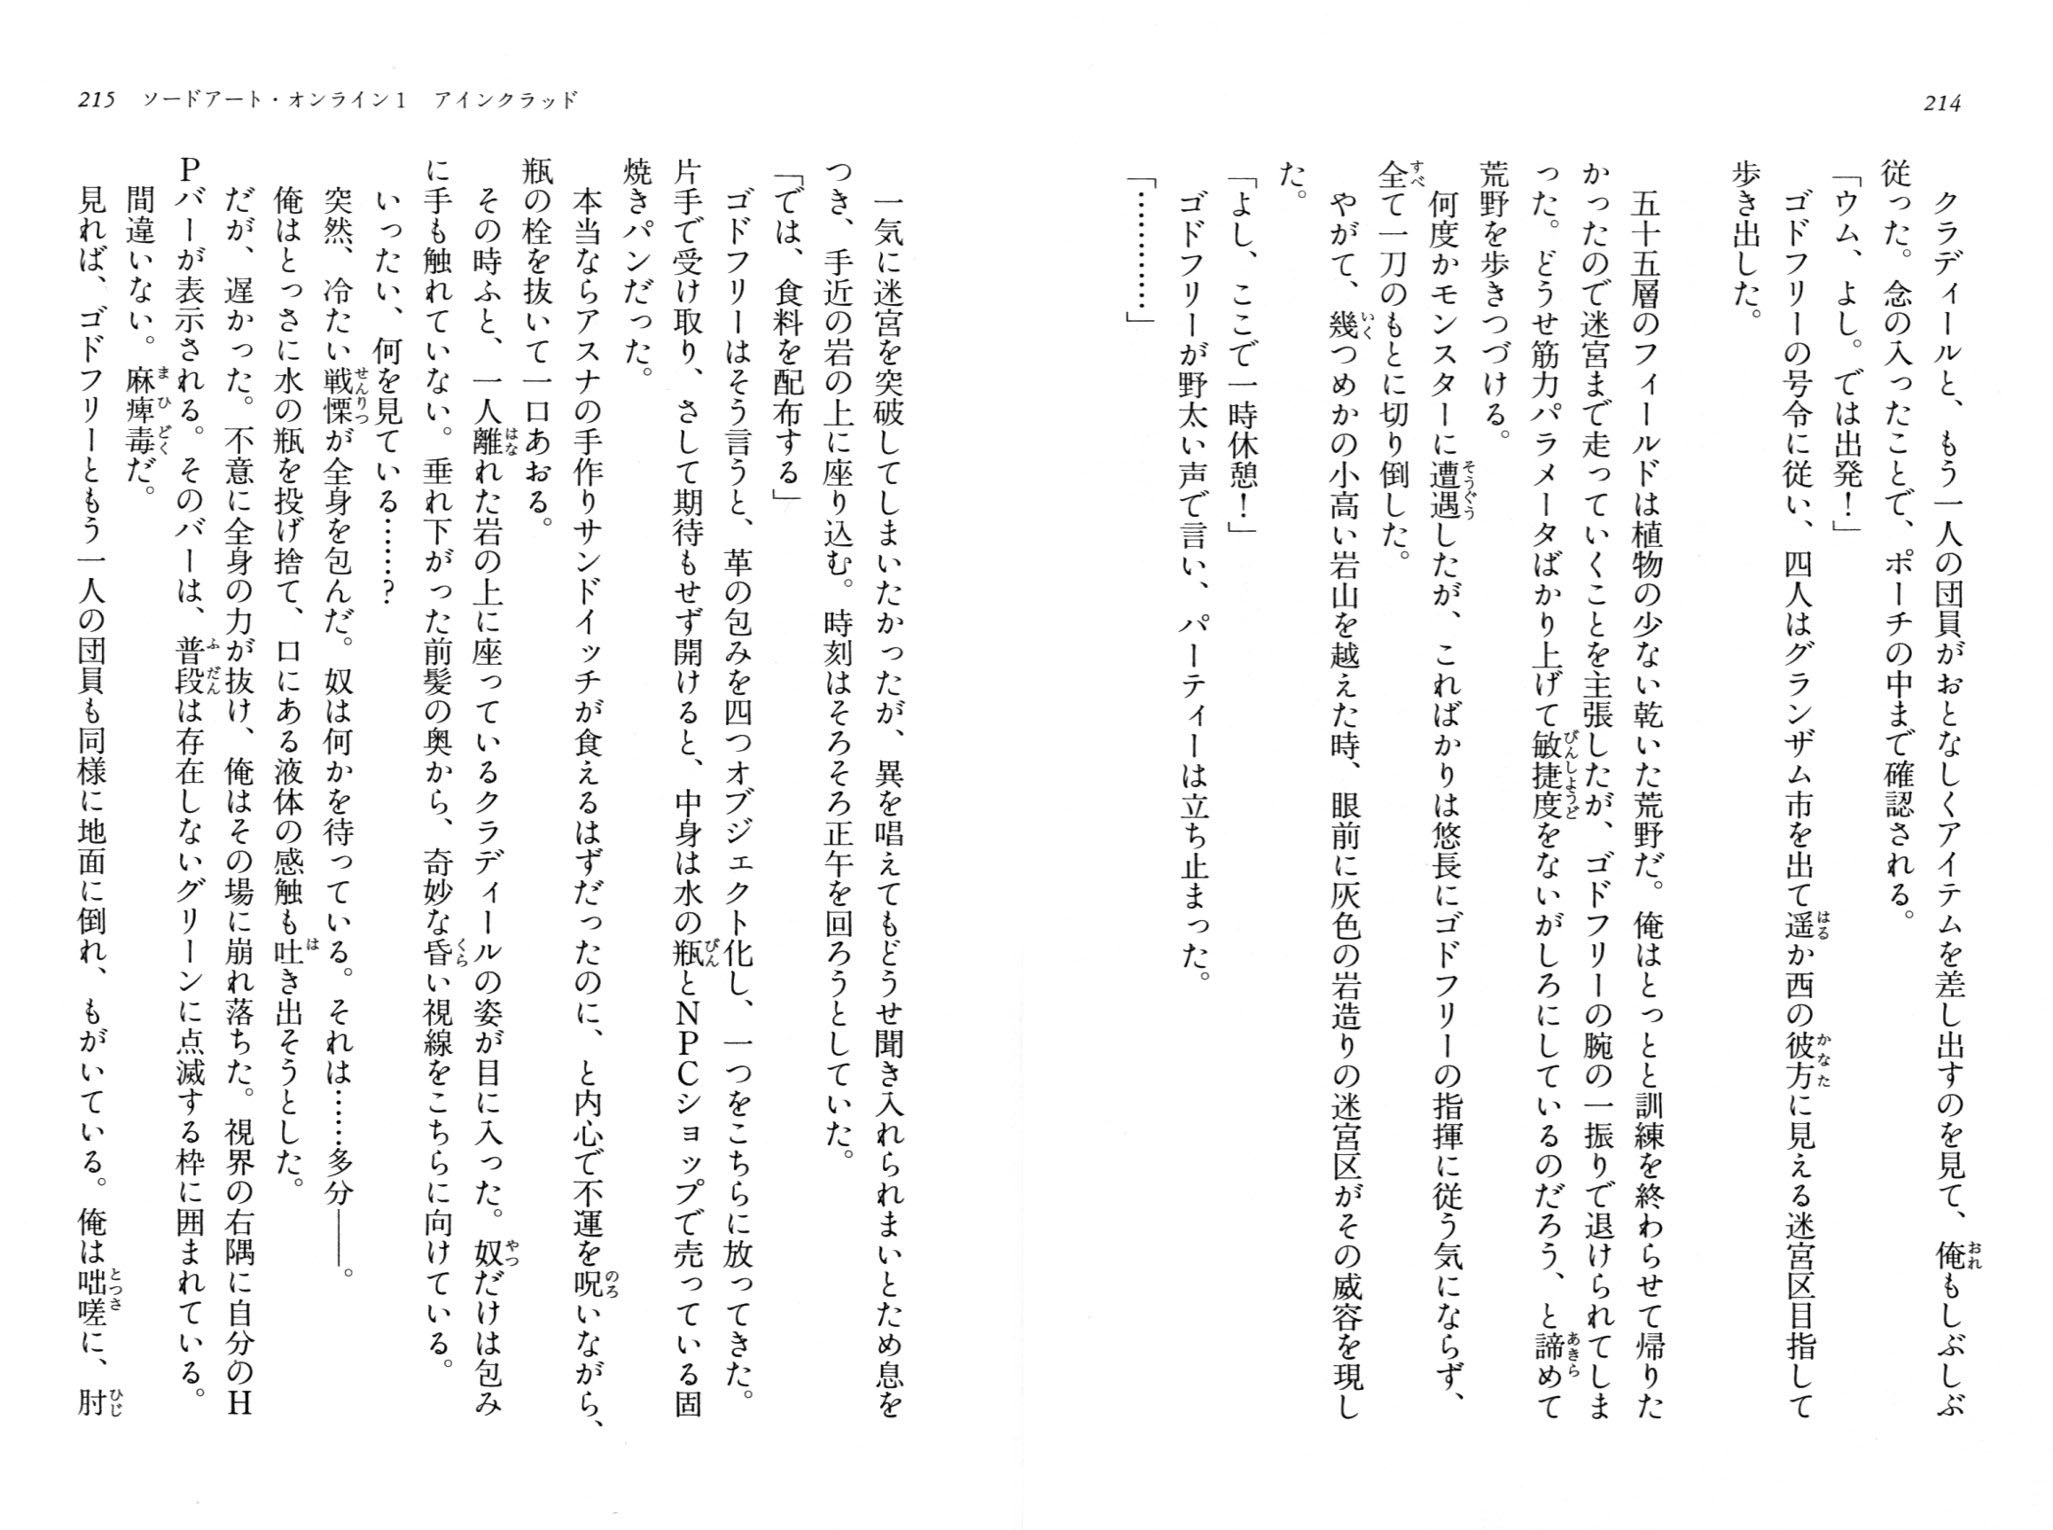 214
クラディールと、もう一人の団員がおとなしくアイテムを差し出すのを見て、俺もしぶしぶ
従った。念の入ったことで、ポーチの中まで確認される。
「ウム、よし。では出発！」
ゴドフリーの号令に従い、四人はグランザム市を出て遥か西の彼方に見える迷宮区目指して
歩き出した。
五十五層のフィールドは植物の少ない乾いた荒野だ。俺はとっとと訓練を終わらせて帰りた
かったので迷宮まで走っていくことを主張したが、ゴドフリーの腕の一振りで退けられてしま
った。どうせ筋力パラメータばかり上げて敏捷度をないがしろにしているのだろう、と諦めて
荒野を歩きつづける。
何度かモンスターに遭遇したが、こればかりは悠長にゴドフリーの指揮に従う気にならず、
全て一刀のもとに切り倒した。
やがて、幾つめかの小高い岩山を越えた時、眼前に灰色の岩造りの迷宮区がその威容を現し
た。
「よし、ここで一時休憩！」
ゴドフリーが野太い声で言い、パーティーは立ち止まった。
「…………」
215　ソードアート・オンライン1　アインクラッド
一気に迷宮を突破してしまいたかったが、異を唱えてもどうせ聞き入れられまいとため息を
つき、手近の岩の上に座り込む。時刻はそろそろ正午を回ろうとしていた。
「では、食料を配布する」
ゴドフリーはそう言うと、革の包みを四つオブジェクト化し、一つをこちらに放ってきた。
片手で受け取り、さして期待もせず開けると、中身は水の瓶とNPCショップで売っている固
焼きパンだった。
本当ならアスナの手作りサンドイッチが食えるはずだったのに、と内心で不運を呪いながら、
瓶の栓を抜いて一口あおる。
その時ふと、一人離れた岩の上に座っているクラディールの姿が目に入った。奴だけは包み
に手も触れていない。垂れ下がった前髪の奥から、奇妙な昏い視線をこちらに向けている。
いったい、何を見ている……？
突然、冷たい戦慄が全身を包んだ。奴は何かを待っている。それは……多分――。
俺はとっさに水の瓶を投げ捨て、口にある液体の感触も吐き出そうとした。
だが、遅かった。不意に全身の力が抜け、俺はその場に崩れ落ちた。視界の右隅に自分のH
Pバーが表示される。そのバーは、普段は存在しないグリーンに点滅する枠に囲まれている。
間違いない。麻痺毒だ。
見れば、ゴドフリーともう一人の団員も同様に地面に倒れ、もがいている。俺は咄嗟に、肘